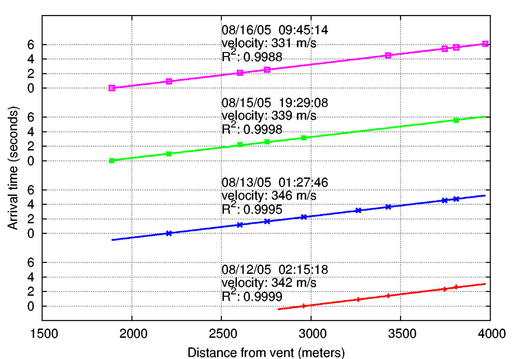 08/16/05 09:45:14
velocity: 331 m/s
R²: 0.9988
6
4
2
0
08/15/05 19:29:08
velocity: 339 m/s
R²: 0.9998
6
4
2
0
08/13/05 01:27:46
velocity: 346 m/s
R²: 0.9995
6
4
2
0
08/12/05 02:15:18
velocity: 342 m/s
R²: 0.9999
6
4
2
0
Arrival time (seconds)
1500 2000 2500 3000 3500 4000
Distance from vent (meters)